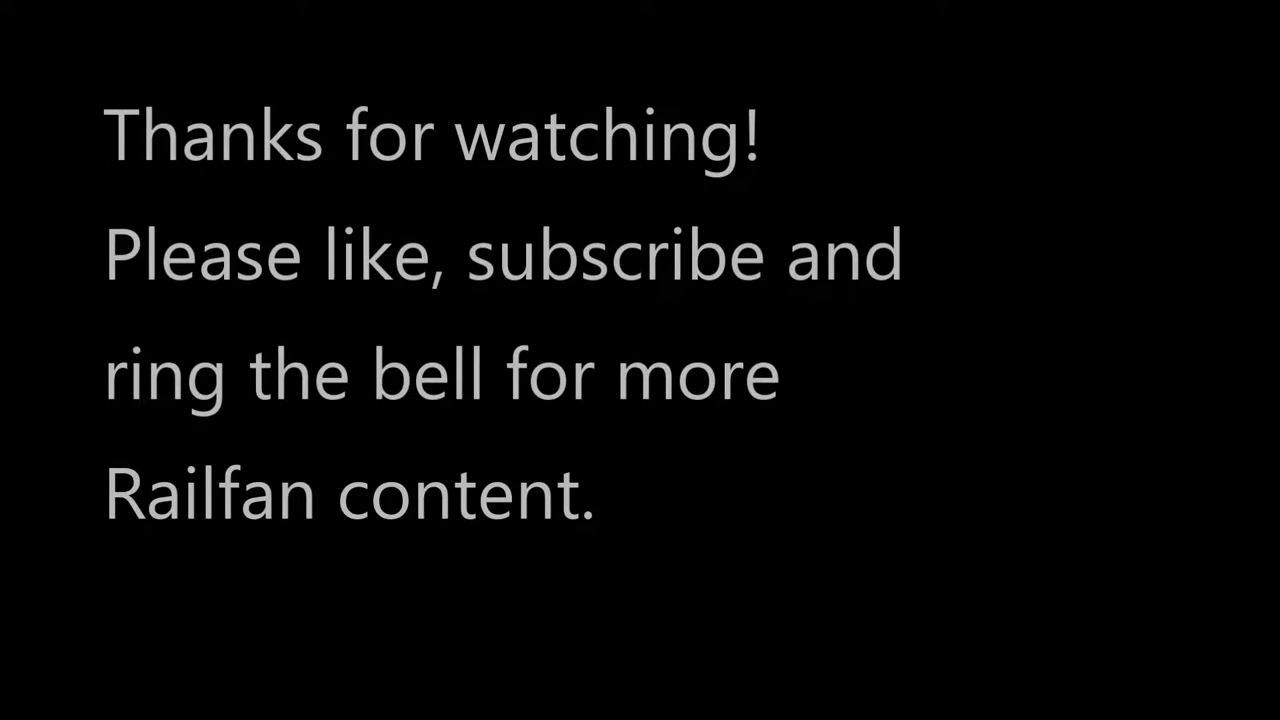 Thanks for watching!
Please like, subscribe and
ring the bell for more
Railfan content.